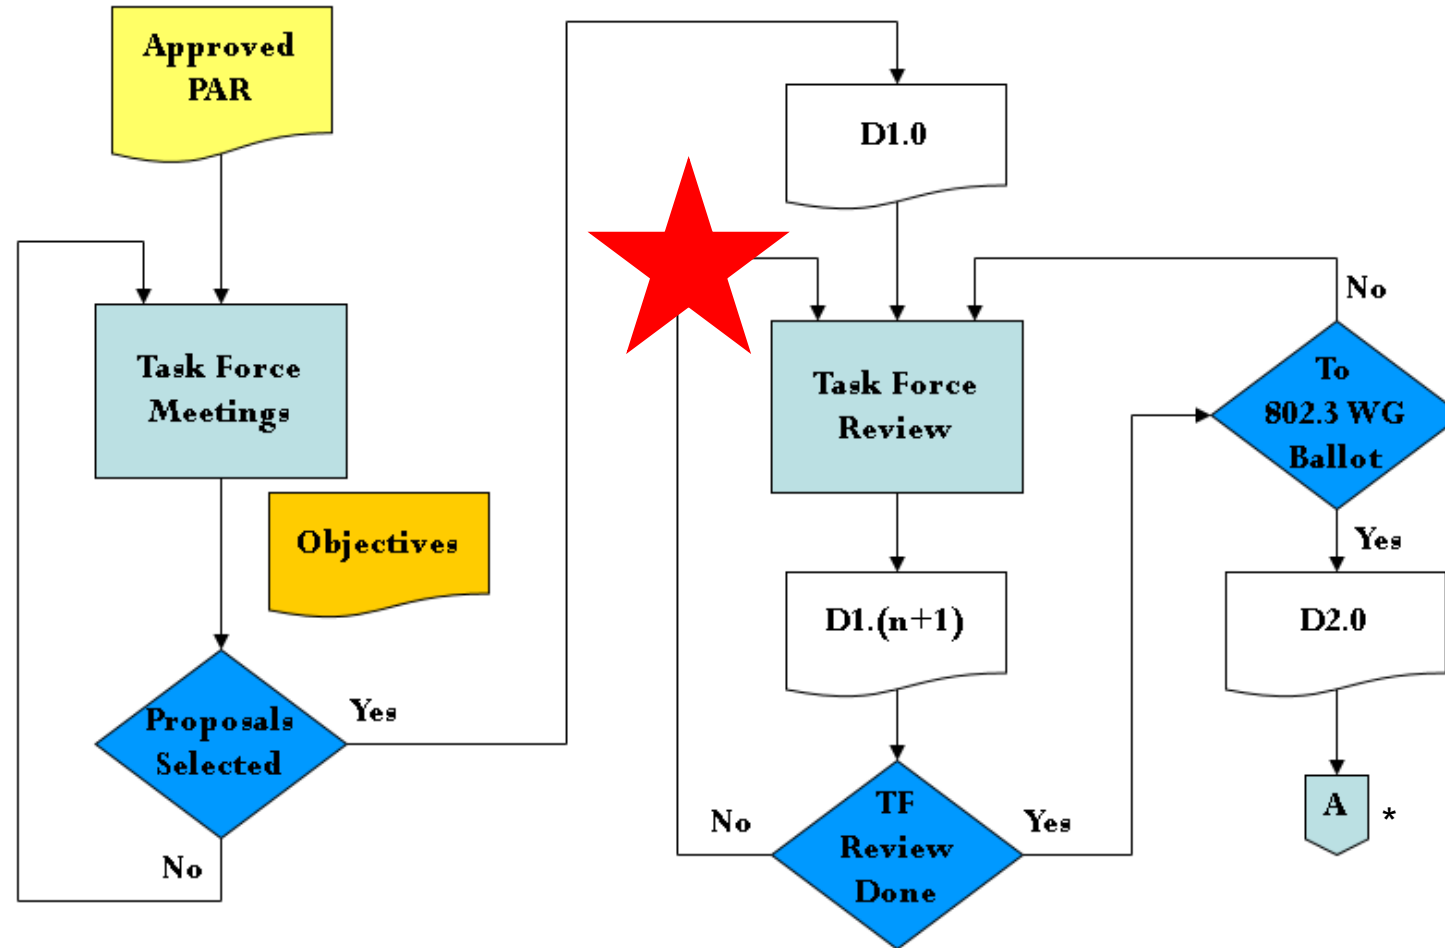 Approved
PAR
Task Force
Meetings
Objectives
Proposals
Selected
Yes
No
D1.0
Task Force
Review
D1.(n+1)
TF
Review
Done
No
Yes
To
802.3 WG
Ballot
No
Yes
D2.0
A *